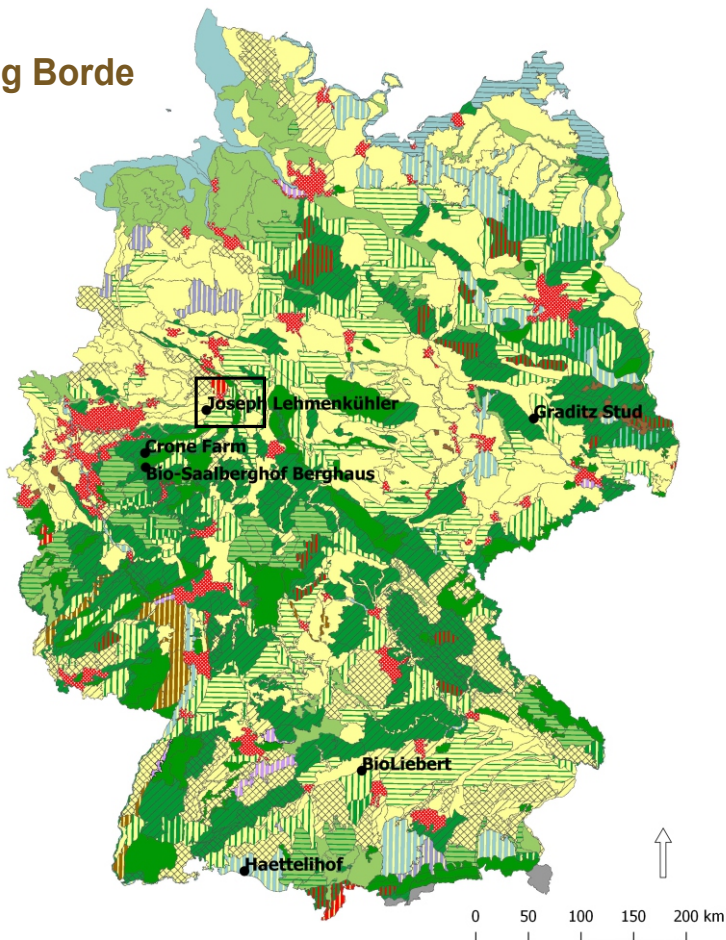 g Borde
Joseph Lehmenkühler
Graditz Stud
Crone Farm
Bio-Saalberghof Berghaus
BioLiebert
Haettelihof
0 50 100 150 200 km